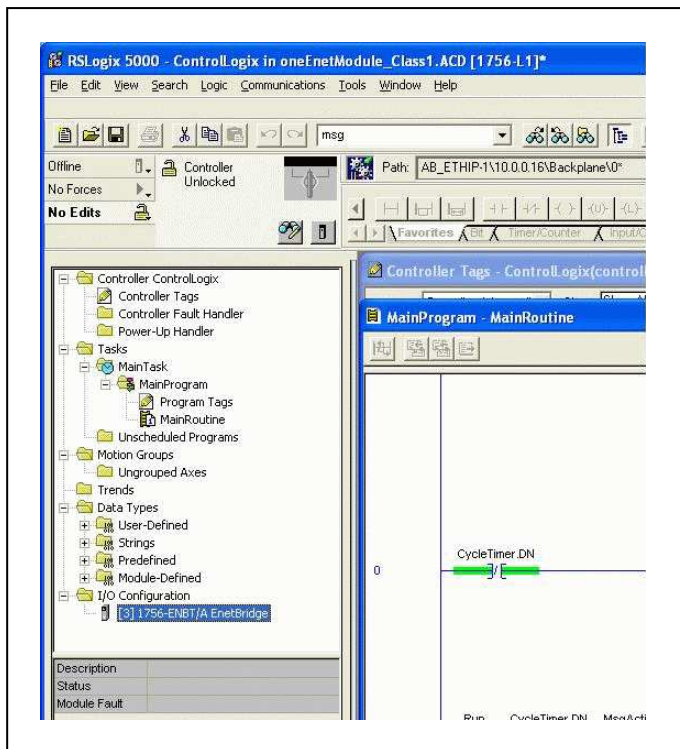 RSLogix 5000 - ControlLogix in oneEnetModule_Class1.ACD [1756-L1]*
File Edit View Search Logic Communications Tools Window Help
msg
Offline
No Forces
No Edits
Controller
Unlocked
Path: AB_ETHIP-1\10.0.0.16\Backplane\0*
Favorites Bit Timer/Counter Input/O
Controller ControlLogix
Controller Tags
Controller Fault Handler
Power-Up Handler
Tasks
MainTask
MainProgram
Program Tags
MainRoutine
Unscheduled Programs
Motion Groups
Ungrouped Axes
Trends
Data Types
User-Defined
Strings
Predefined
Module-Defined
I/O Configuration
[3] 1756-ENBT/A EnetBridge
Description
Status
Module Fault
Controller Tags - ControlLogix(control
MainProgram - MainRoutine
CycleTimer.DN
0
Run CycleTimer.DN MsgActi